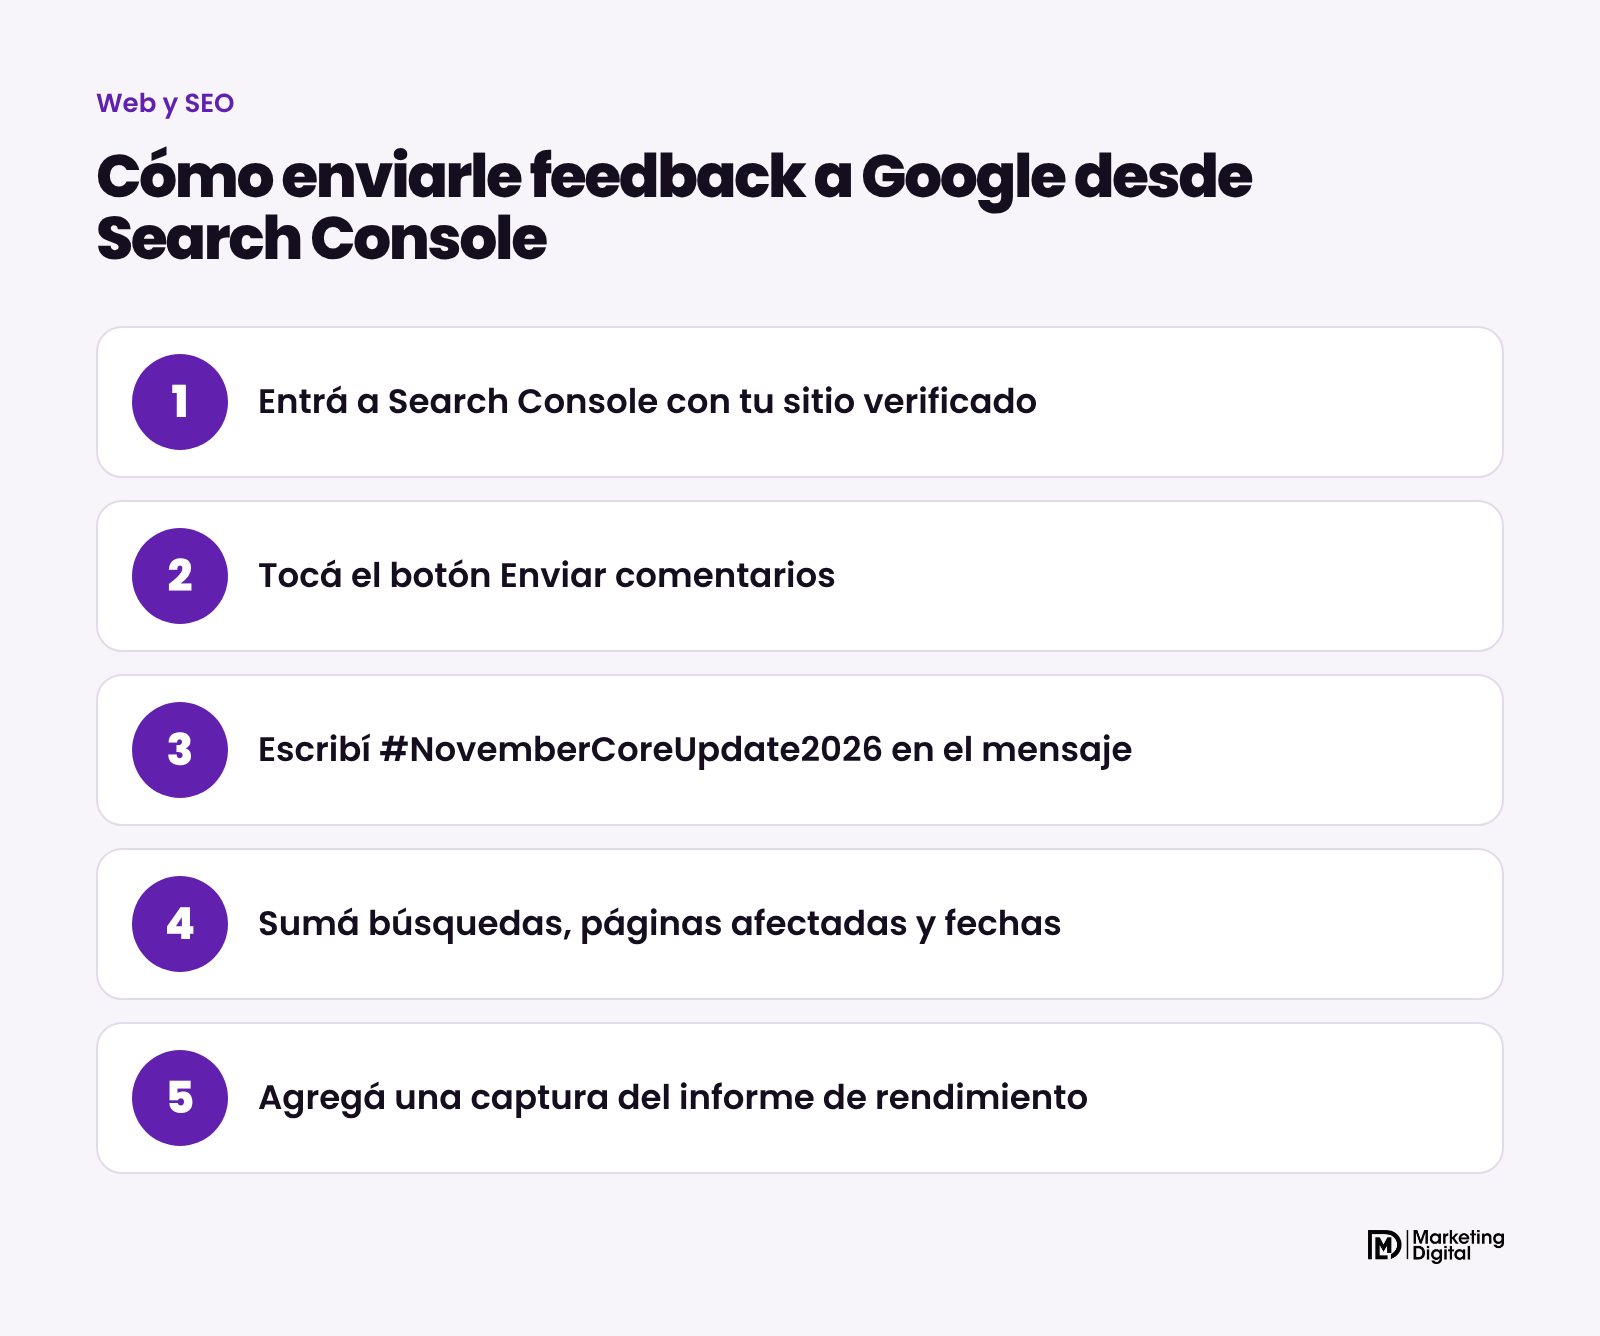 Web y SEO
Cómo enviarle feedback a Google desde
Search Console
1
Entrá a Search Console con tu sitio verificado
2
Tocá el botón Enviar comentarios
3
Escribí #NovemberCoreUpdate2026 en el mensaje
4
Sumá búsquedas, páginas afectadas y fechas
5
Agregá una captura del informe de rendimiento
DM
Marketing
Digital